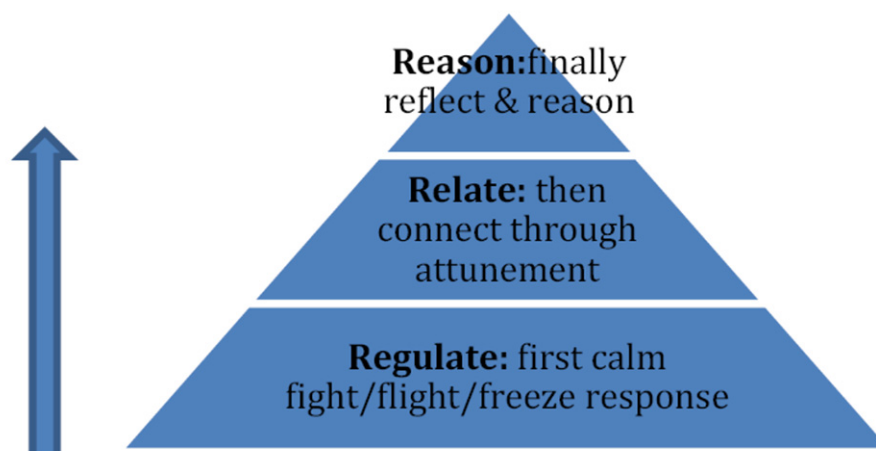 Reason:finally
reflect & reason
Relate: then
connect through
attunement
Regulate: first calm
fight/flight/freeze response